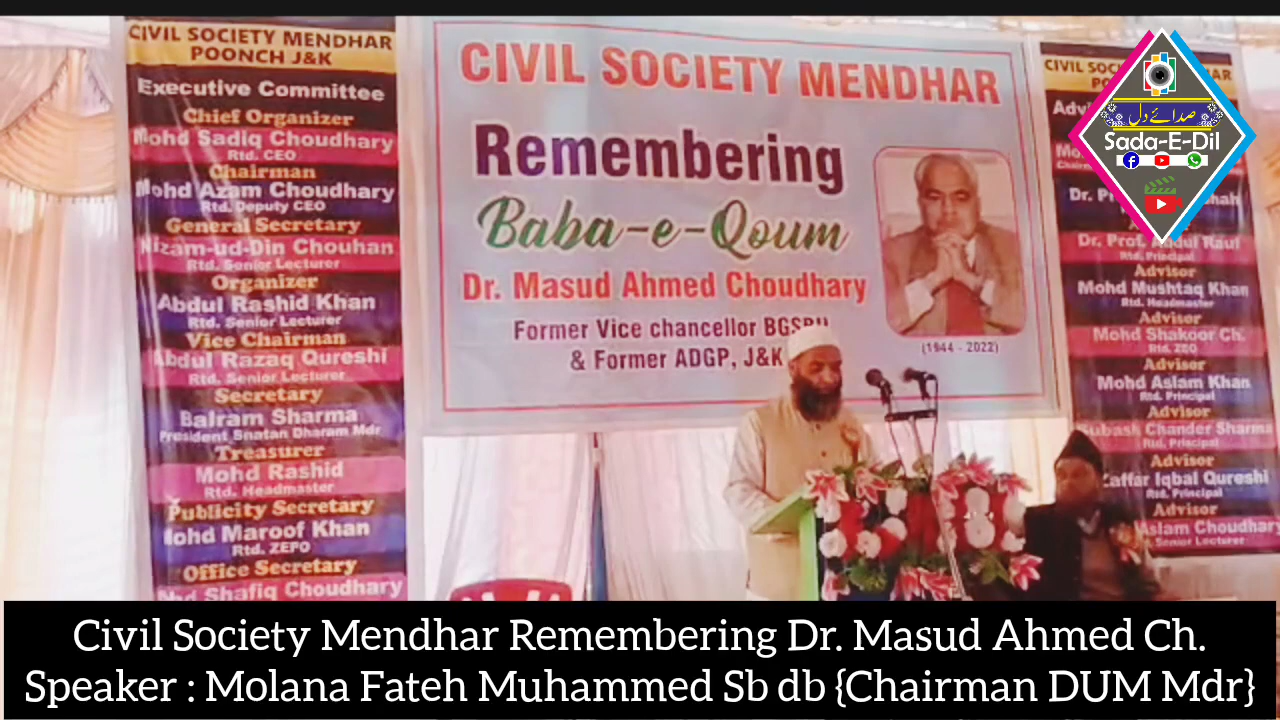 CIVIL SOCIETY MENDHAR
POONCH J&K
Executive Committee
Chief Organizer
Mohd Sadiq Choudhary
Rtd. CEO
Chairman
Mohd Azam Choudhary
Rtd. Deputy CEO
General Secretary
Nizam-ud-Din Chouhan
Rtd. Senior Lecturer
Organizer
Abdul Rashid Khan
Rtd. Senior Lecturer
Vice Chairman
Abdul Razaq Qureshi
Rtd. Senior Lecturer
Secretary
Balram Sharma
President Snatan Dharam Mdr
Treasurer
Mohd Rashid
Rtd. Headmaster
Publicity Secretary
Mohd Maroof Khan
Rtd. ZEPO
Office Secretary
Shafiq Choudhary
CIVIL SOCIETY MENDHAR
Remembering
Baba-e-Qoum
Dr. Masud Ahmed Choudhary
Former Vice chancellor
& Former ADGP, J&K
(1944 - 2022)
CIVIL MENDHAR
صدائے دل
Sada-E-Dil
Dr.
Dr. Prof. Abdul Rauf
Rtd. Principal
Advisor
Mohd Mushtaq Khan
Rtd. Headmaster
Advisor
Mohd Shakoor Ch.
Rtd. ZEO
Advisor
Mohd Aslam Khan
Rtd. Principal
Advisor
Subash Chander Sharma
Rtd. Principal
Advisor
Zaffar Iqbal Qureshi
Rtd. Principal
Advisor
Aslam Choudhary
Senior Lecturer
Civil Society Mendhar Remembering Dr. Masud Ahmed Ch.
Speaker : Molana Fateh Muhammed Sb db {Chairman DUM Mdr}